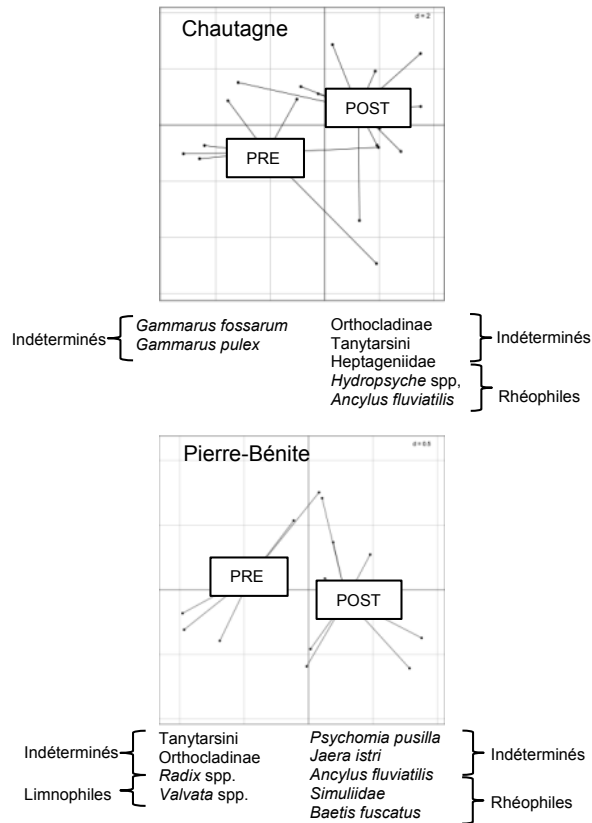 Chautagne
d=2
POST
PRE
Indéterminés
Gammarus fossarum
Gammarus pulex
Orthocladinae
Tanytarsini
Heptageniidae
Hydropsyche spp,
Ancylus fluviatilis
Indéterminés
Rhéophiles
Pierre-Bénite
d=68
PRE
POST
Indéterminés
Limnophiles
Tanytarsini
Orthocladinae
Radix spp.
Valvata spp.
Psychomia pusilla
Jaera istri
Ancylus fluviatilis
Simuliidae
Baetis fuscatus
Indéterminés
Rhéophiles